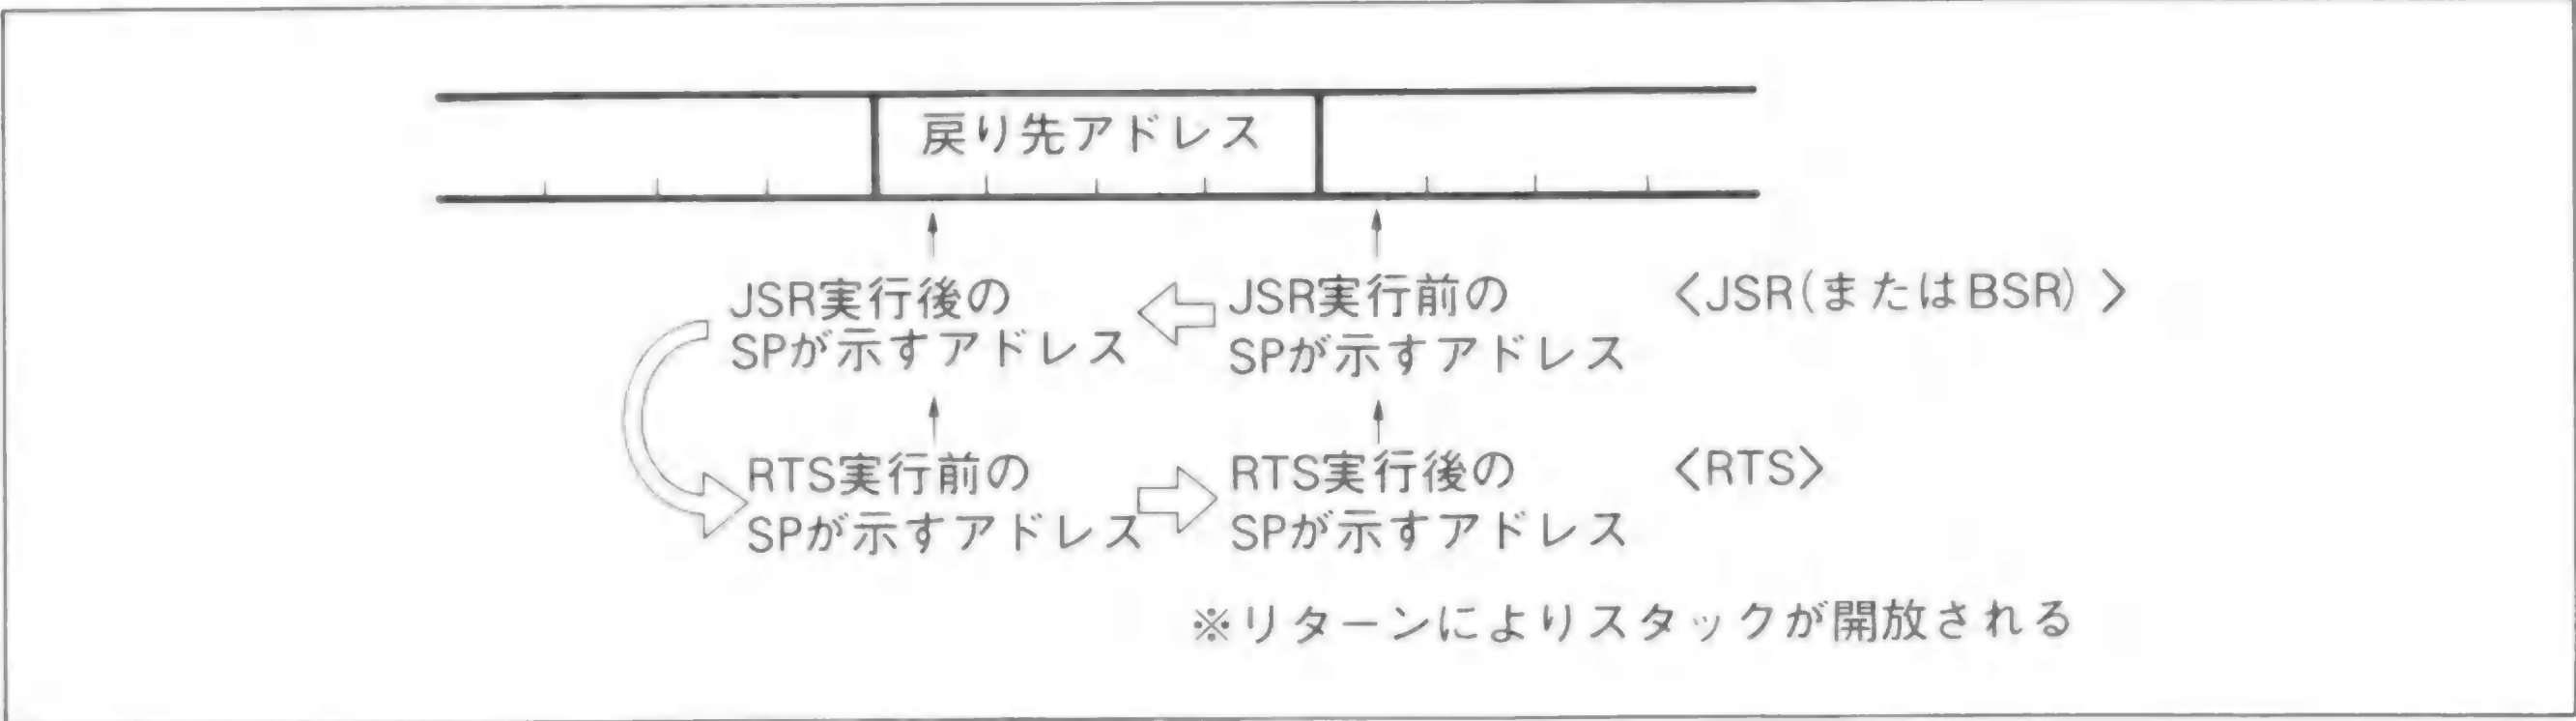 戻り先アドレス
JSR実行後の
SPが示すアドレス
JSR実行前の
SPが示すアドレス
〈JSR(またはBSR) 〉
RTS実行前の
SPが示すアドレス
RTS実行後の
SPが示すアドレス
〈RTS〉
※リターンによりスタックが開放される